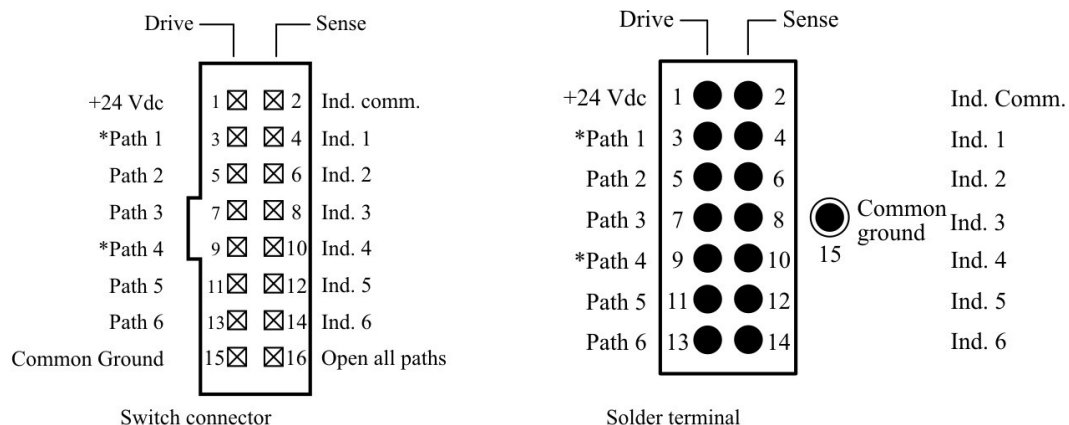 Drive Sense
+24 Vdc 1 2 Ind. comm.
*Path 1 3 4 Ind. 1
Path 2 5 6 Ind. 2
Path 3 7 8 Ind. 3
*Path 4 9 10 Ind. 4
Path 5 11 12 Ind. 5
Path 6 13 14 Ind. 6
Common Ground 15 16 Open all paths
Switch connector
Drive Sense
+24 Vdc 1 2 Ind. Comm.
*Path 1 3 4 Ind. 1
Path 2 5 6 Ind. 2
Path 3 7 8 Ind. 3
*Path 4 9 10 Ind. 4
Path 5 11 12 Ind. 5
Path 6 13 14 Ind. 6
Common
ground
15
Solder terminal